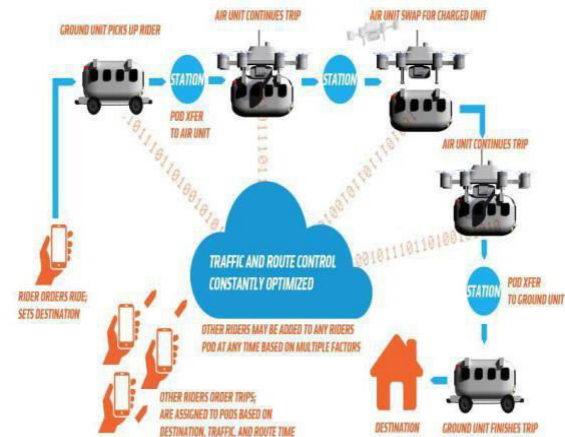 GROUND UNIT PICKS UP RIDER
AIR UNIT CONTINUES TRIP
AIR UNIT SWAP FOR CHARGED UNIT
STATION
STATION
POD XFER
TO AIR UNIT
AIR UNIT CONTINUES TRIP
TRAFFIC AND ROUTE CONTROL
CONSTANTLY OPTIMIZED
RIDER ORDERS RIDE;
SETS DESTINATION
STATION
POD XFER
TO GROUND UNIT
OTHER RIDERS MAY BE ADDED TO ANY RIDERS
POD AT ANY TIME BASED ON MULTIPLE FACTORS
OTHER RIDERS ORDER TRIPS;
ARE ASSIGNED TO PODS BASED ON
DESTINATION, TRAFFIC, AND ROUTE TIME
DESTINATION
GROUND UNIT FINISHES TRIP